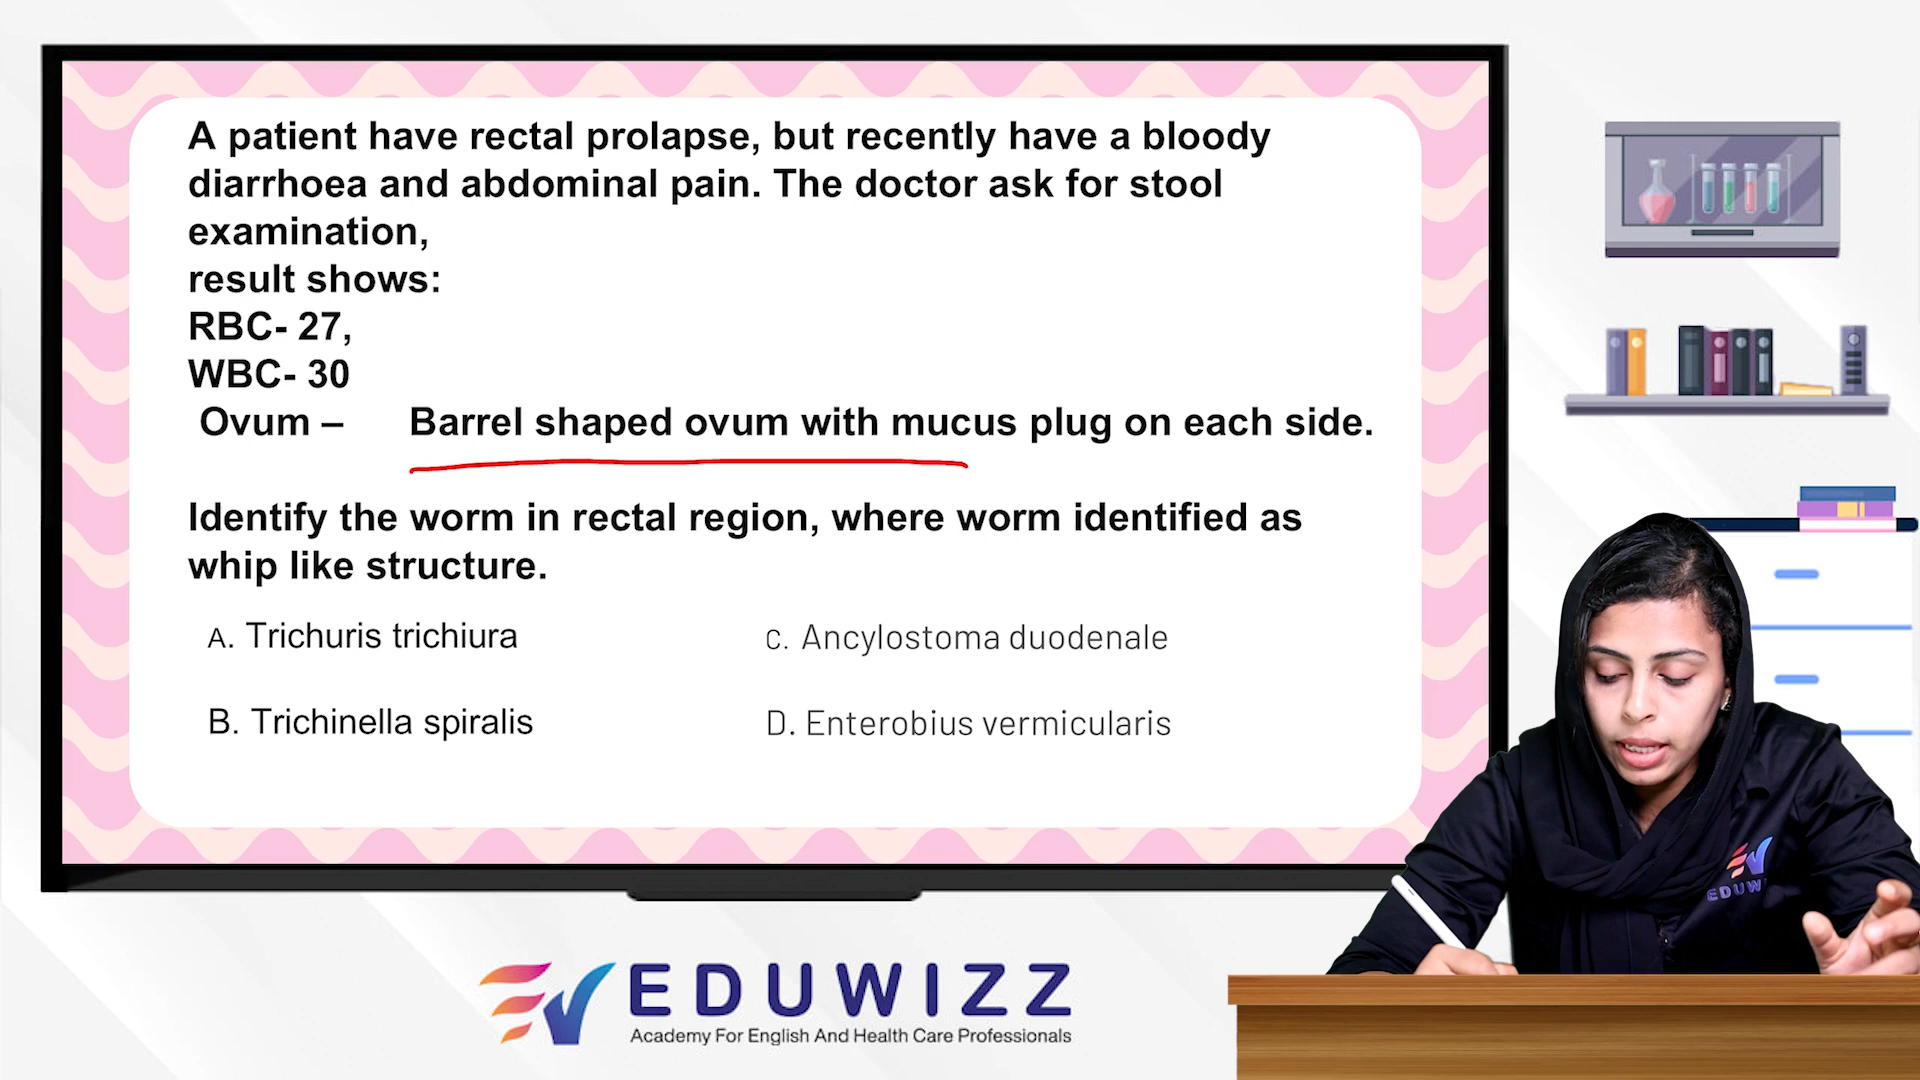 A patient have rectal prolapse, but recently have a bloody
diarrhoea and abdominal pain. The doctor ask for stool
examination,
result shows:
RBC- 27,
WBC- 30
Ovum – Barrel shaped ovum with mucus plug on each side.
Identify the worm in rectal region, where worm identified as
whip like structure.
A. Trichuris trichiura
C. Ancylostoma duodenale
B. Trichinella spiralis
D. Enterobius vermicularis
EDUW
EDUWIZZ
Academy For English And Health Care Professionals